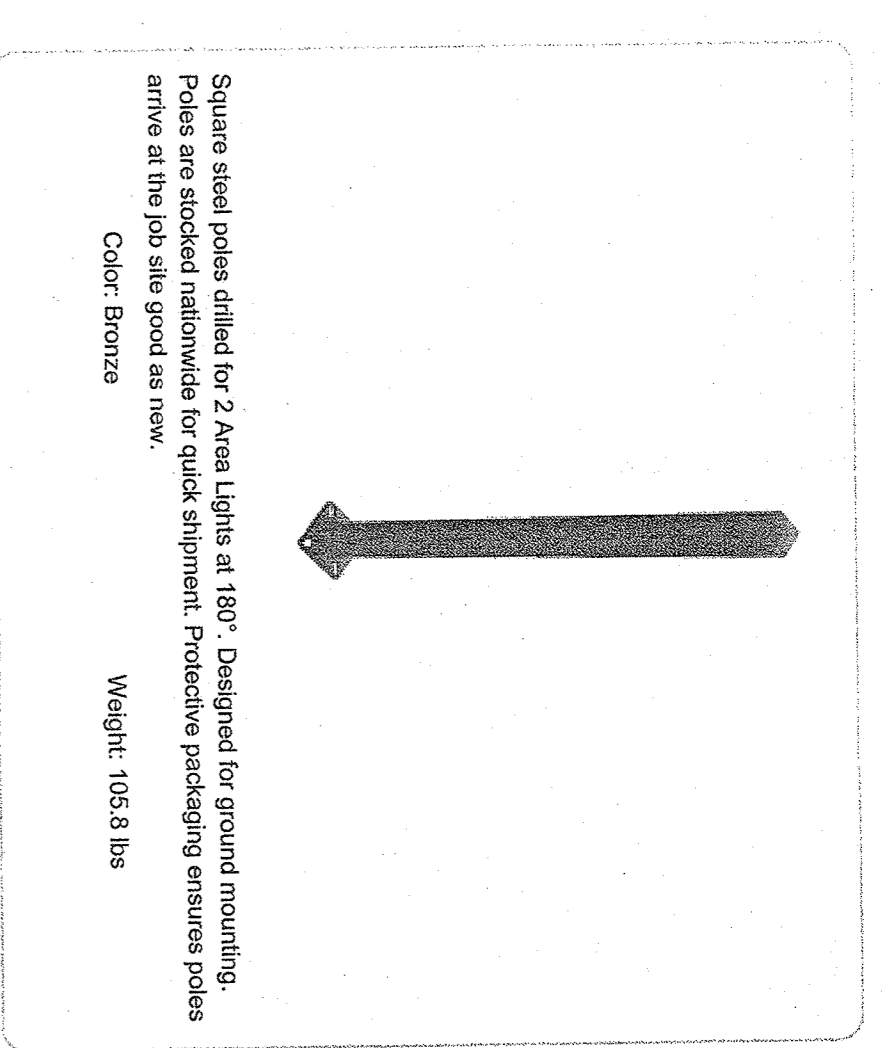 Square steel poles drilled for 2 Area Lights at 180°. Designed for ground mounting.
Poles are stocked nationwide for quick shipment. Protective packaging ensures poles
arrive at the job site good as new.
Color: Bronze
Weight: 105.8 lbs